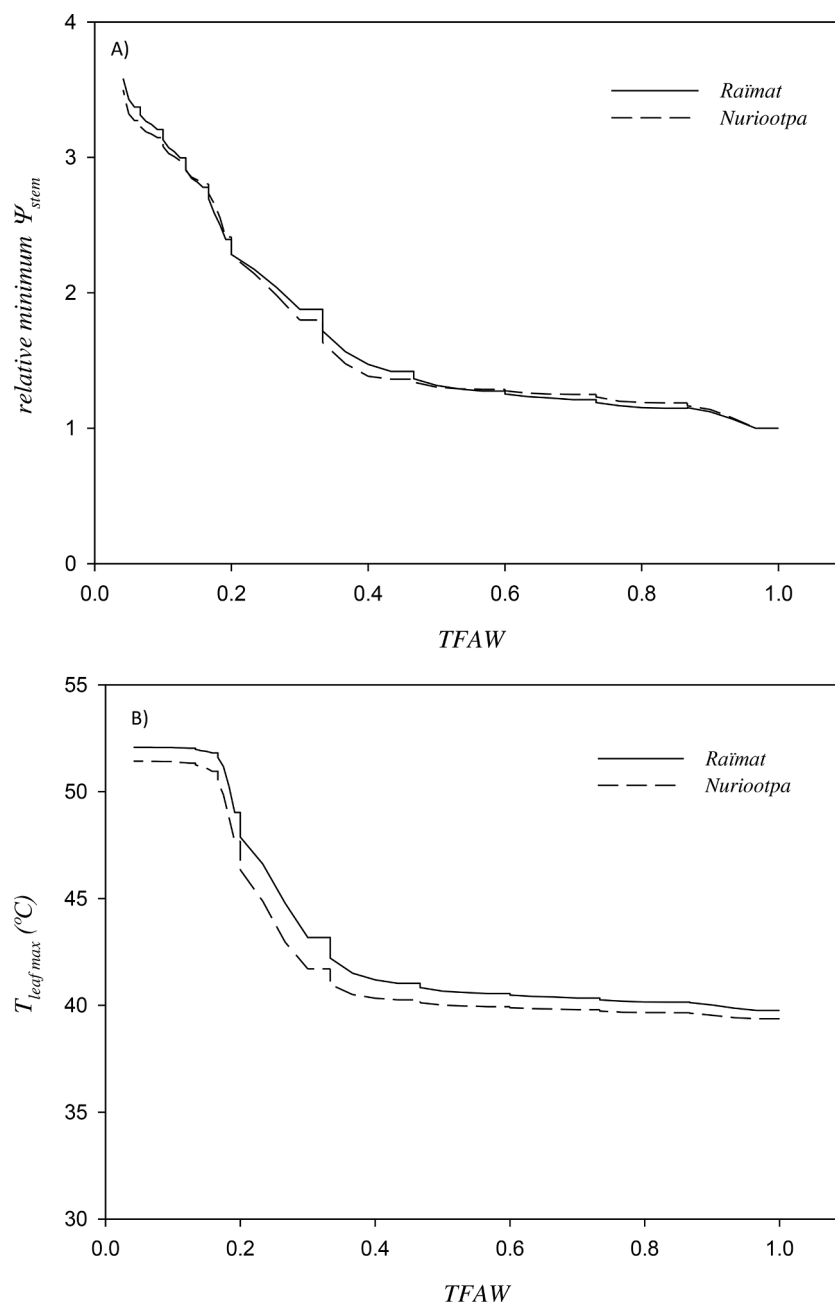 4
A)
Raïmat
Nuriootpa
3
relative minimum Ψstem
2
1
0
0.0 0.2 0.4 0.6 0.8 1.0
TFAW
55
B)
Raïmat
Nuriootpa
50
45
Tleaf max (ºC)
40
35
30
0.0 0.2 0.4 0.6 0.8 1.0
TFAW